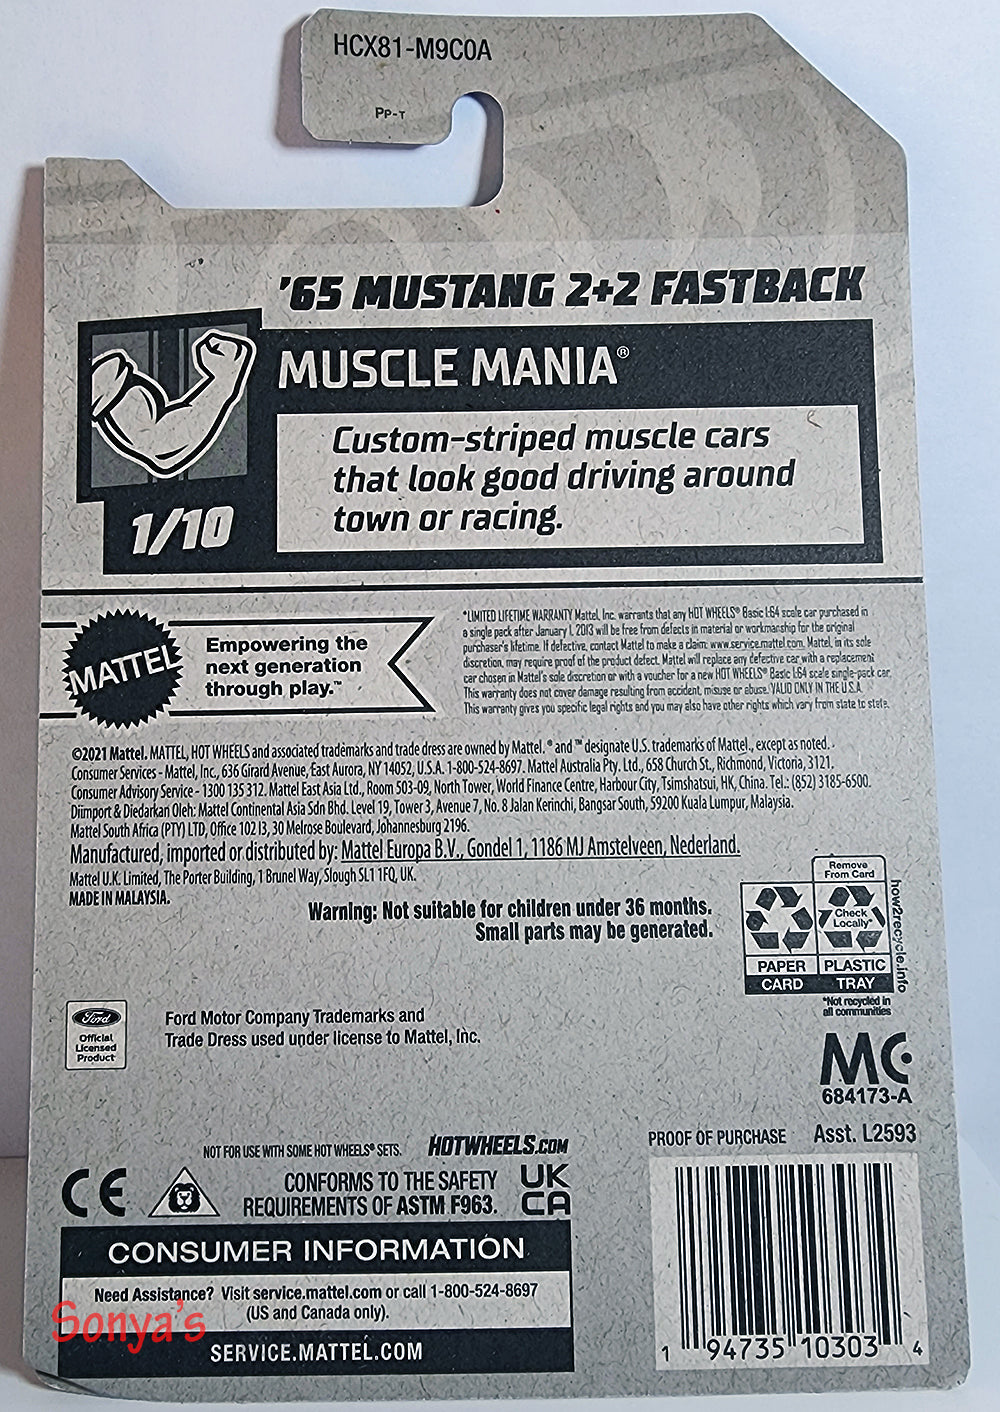 HCX81-M9C0A
PP-T
'65 MUSTANG 2+2 FASTBACK
MUSCLE MANIA®
Custom-striped muscle cars
that look good driving around
town or racing.
1/10
MATTEL
Empowering the
next generation
through play.™
*LIMITED LIFETIME WARRANTY Mattel, Inc. warrants that any HOT WHEELS® Basic 1:64 scale car purchased in
a single pack after January 1, 2013 will be free from defects in material or workmanship for the original
purchaser's lifetime. If defective, contact Mattel to make a claim: www.service.mattel.com. Mattel, in its sole
discretion, may require proof of the product defect. Mattel will replace any defective car with a replacement
car chosen in Mattel's sole discretion or with a voucher for a new HOT WHEELS® Basic 1:64 scale single-pack car.
This warranty does not cover damage resulting from accident, misuse or abuse. VALID ONLY IN THE U.S.A.
This warranty gives you specific legal rights and you may also have other rights which vary from state to state.
©2021 Mattel. MATTEL, HOT WHEELS and associated trademarks and trade dress are owned by Mattel. ® and ™ designate U.S. trademarks of Mattel., except as noted.
Consumer Services - Mattel, Inc., 636 Girard Avenue, East Aurora, NY 14052, U.S.A. 1-800-524-8697. Mattel Australia Pty. Ltd., 658 Church St., Richmond, Victoria, 3121.
Consumer Advisory Service - 1300 135 312. Mattel East Asia Ltd., Room 503-09, North Tower, World Finance Centre, Harbour City, Tsimshatsui, HK, China. Tel.: (852) 3185-6500.
Diimport & Diedarkan Oleh: Mattel Continental Asia Sdn Bhd. Level 19, Tower 3, Avenue 7, No. 8 Jalan Kerinchi, Bangsar South, 59200 Kuala Lumpur, Malaysia.
Mattel South Africa (PTY) LTD, Office 102 I3, 30 Melrose Boulevard, Johannesburg 2196.
Manufactured, imported or distributed by: Mattel Europa B.V., Gondel 1, 1186 MJ Amstelveen, Nederland.
Mattel U.K. Limited, The Porter Building, 1 Brunel Way, Slough SL1 1FQ, UK.
MADE IN MALAYSIA.
Warning: Not suitable for children under 36 months.
Small parts may be generated.
Remove
From Card
Check
Locally*
PAPER
PLASTIC
CARD
TRAY
how2recycle.info
*Not recycled in
all communities
Ford
Official
Licensed
Product
Ford Motor Company Trademarks and
Trade Dress used under license to Mattel, Inc.
MC
684173-A
PROOF OF PURCHASE
Asst. L2593
NOT FOR USE WITH SOME HOT WHEELS® SETS.
HOTWHEELS.COM
CE
CONFORMS TO THE SAFETY
REQUIREMENTS OF ASTM F963.
UK
CA
CONSUMER INFORMATION
Need Assistance? Visit service.mattel.com or call 1-800-524-8697
(US and Canada only).
SERVICE.MATTEL.COM
Sonya's
1 94735 10303 4